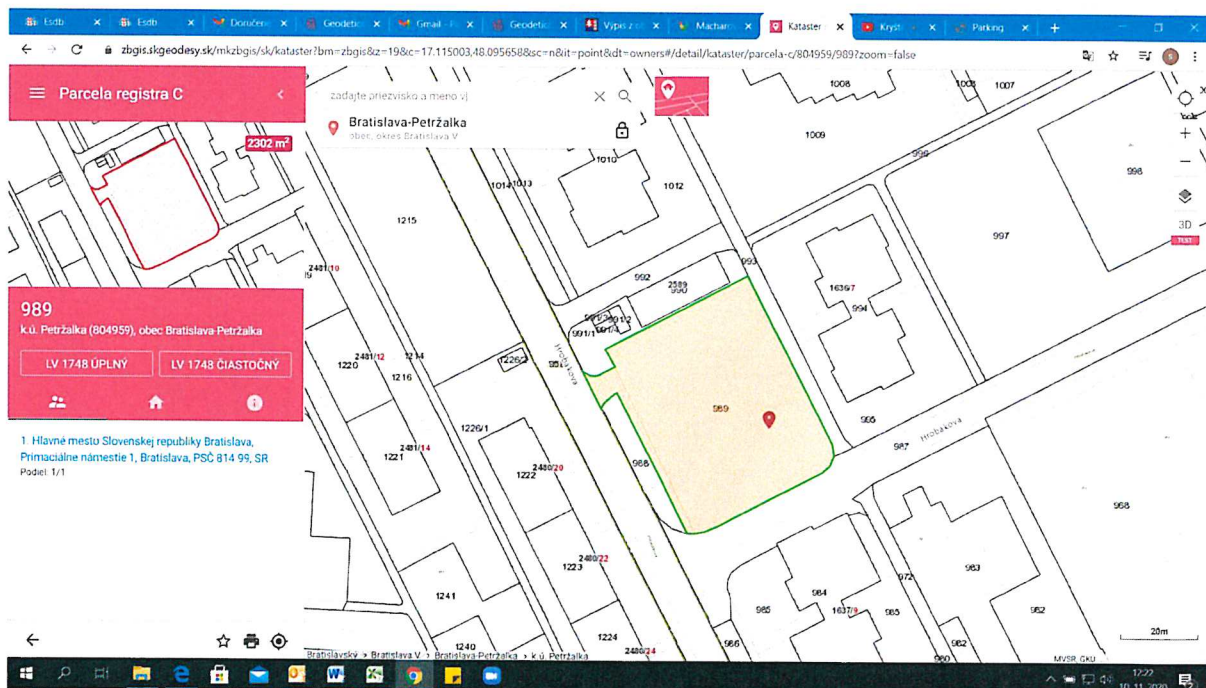 Esdb
Esdb
Doručené
Geodetic
Gmail - P
Geodetic
Výpis z
Kataster
Parking
zbgis.skgeodesy.sk/mkzbgis/sk/kataster?bm=zbgis&z=19&c=17.115003,48.095658&sc=n&it=point&dt=owners#/detail/kataster/parcela-c/804959/989?zoom=false
Parcela registra C
zadajte priezvisko a meno vl
Bratislava-Petržalka
obec, okres Bratislava V
2302 m²
989
k.ú. Petržalka (804959), obec Bratislava-Petržalka
LV 1748 ÚPLNÝ
LV 1748 ČIASTOČNÝ
1. Hlavné mesto Slovenskej republiky Bratislava,
Primaciálne námestie 1, Bratislava, PSČ 814 99, SR
Podiel: 1/1
1008
1008
1007
1009
996
998
1010
1012
1014
1013
1215
997
3D
TEST
2481/10
992
993
2589
990
1636/7
994
991/3
991/2
991/1
991/4
Hrobákova
1226/2
951
2481/12
1220
1214
1216
989
995
987
Hrobákova
1226/1
2481/14
1221
2480/20
1222
988
968
2480/22
1223
972
983
984
985
1637/9
985
982
1241
1240
1224
2480/24
986
982
980
20m
Bratislavský > Bratislava V > Bratislava-Petržalka > k.ú. Petržalka
MVSR, GKU
12:22
10. 11. 2020